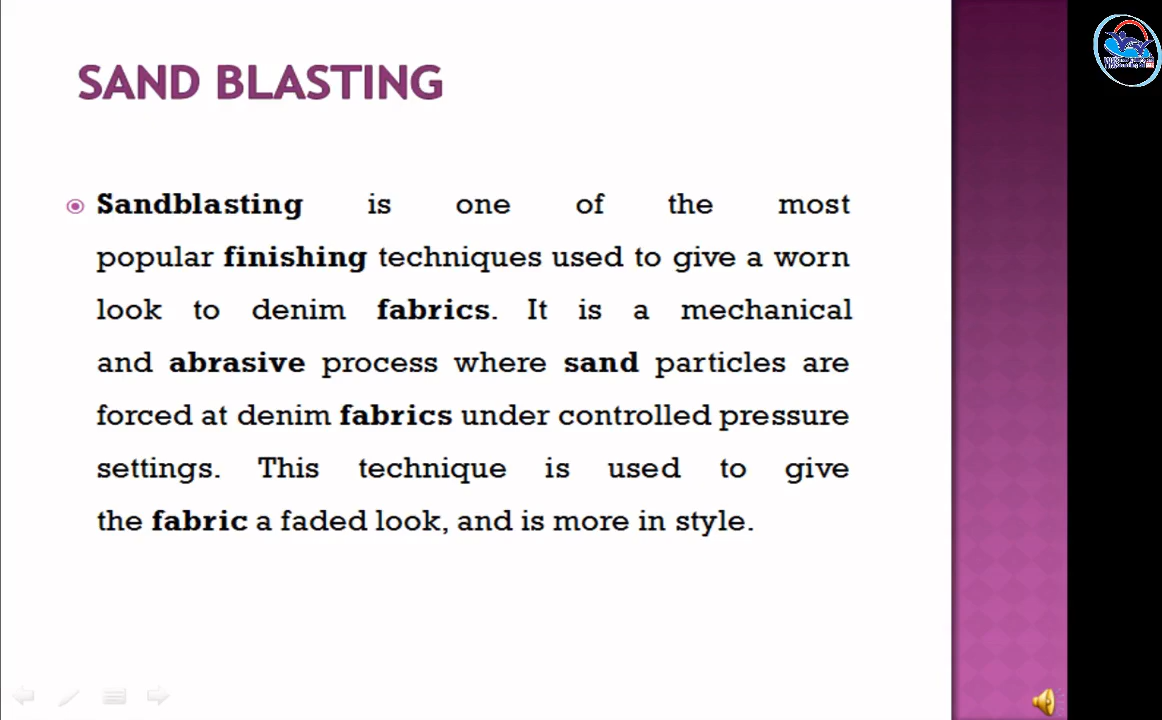 SAND BLASTING
Sandblasting is one of the most
popular finishing techniques used to give a worn
look to denim fabrics. It is a mechanical
and abrasive process where sand particles are
forced at denim fabrics under controlled pressure
settings. This technique is used to give
the fabric a faded look, and is more in style.